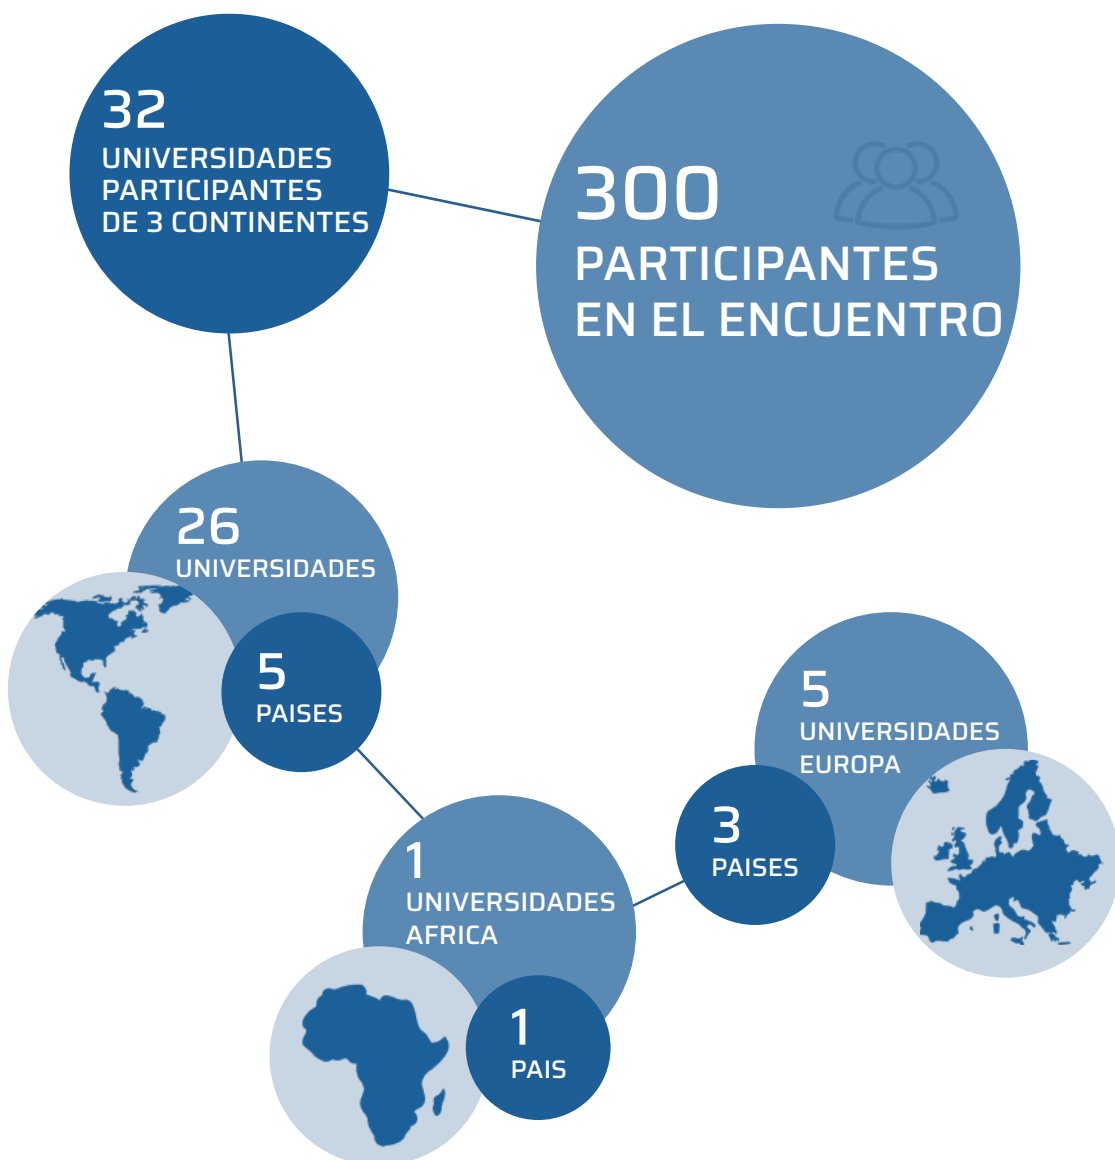 32
UNIVERSIDADES
PARTICIPANTES
DE 3 CONTINENTES
300
PARTICIPANTES
EN EL ENCUENTRO
26
UNIVERSIDADES
5
PAISES
5
UNIVERSIDADES
EUROPA
3
PAISES
1
UNIVERSIDADES
AFRICA
1
PAIS